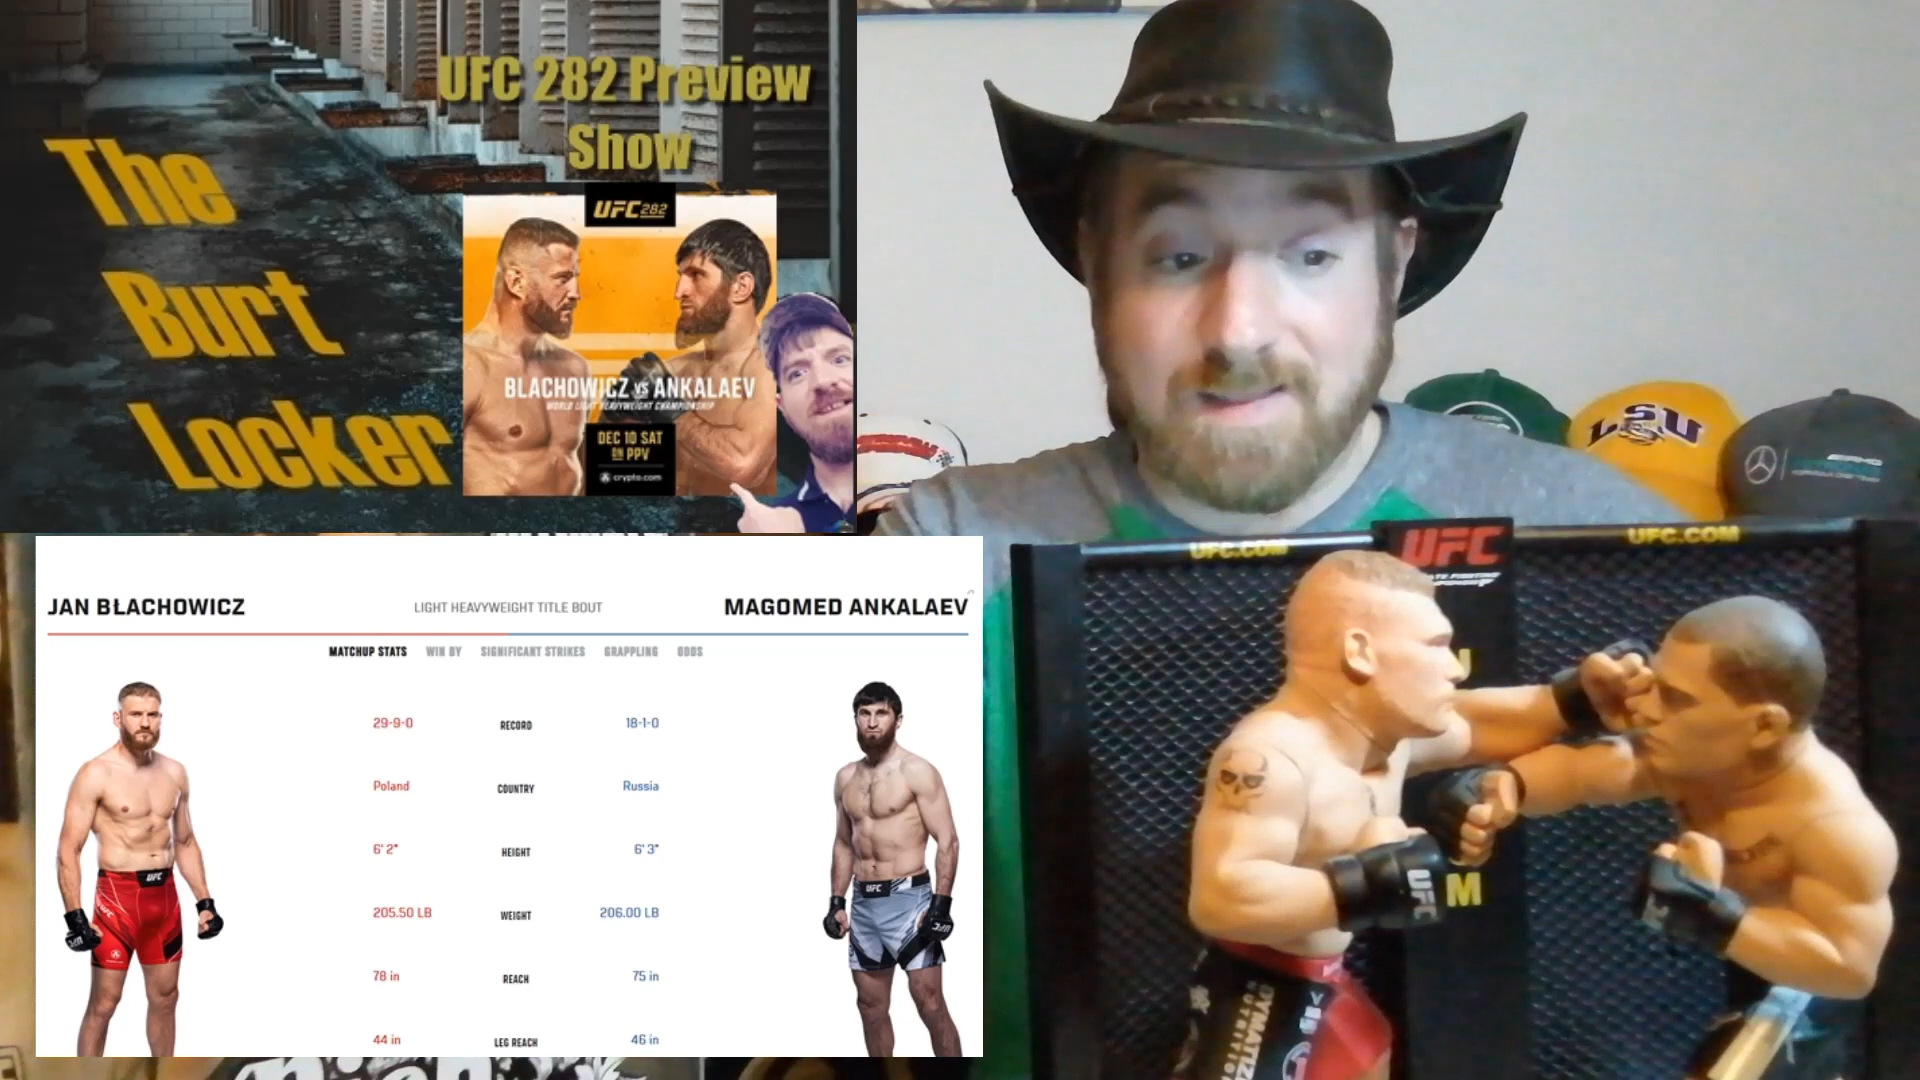 UFC 282 Preview
Show
The
Burt
Locker
UFC 282
BLACHOWICZ VS ANKALAEV
WORLD LIGHT HEAVYWEIGHT CHAMPIONSHIP
DEC 10 SAT
ON PPV
crypto.com
LSU
JAN BŁACHOWICZ
LIGHT HEAVYWEIGHT TITLE BOUT
MAGOMED ANKALAEV
MATCHUP STATS WIN BY SIGNIFICANT STRIKES GRAPPLING ODDS
29-9-0 RECORD 18-1-0
Poland COUNTRY Russia
6' 2" HEIGHT 6' 3"
205.50 LB WEIGHT 206.00 LB
78 in REACH 75 in
44 in LEG REACH 46 in
UFC
UFC
UFC.COM
UFC
UFC.COM
UFC
M